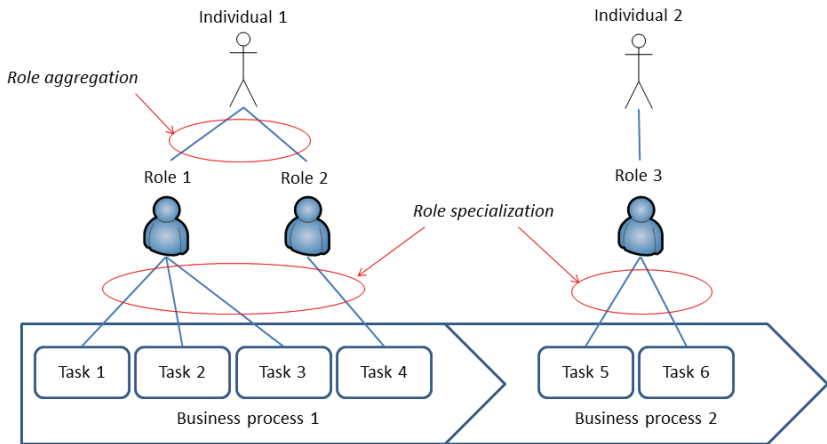 Individual 1
Individual 2
Role aggregation
Role 1
Role 2
Role 3
Role specialization
Task 1
Task 2
Task 3
Task 4
Task 5
Task 6
Business process 1
Business process 2